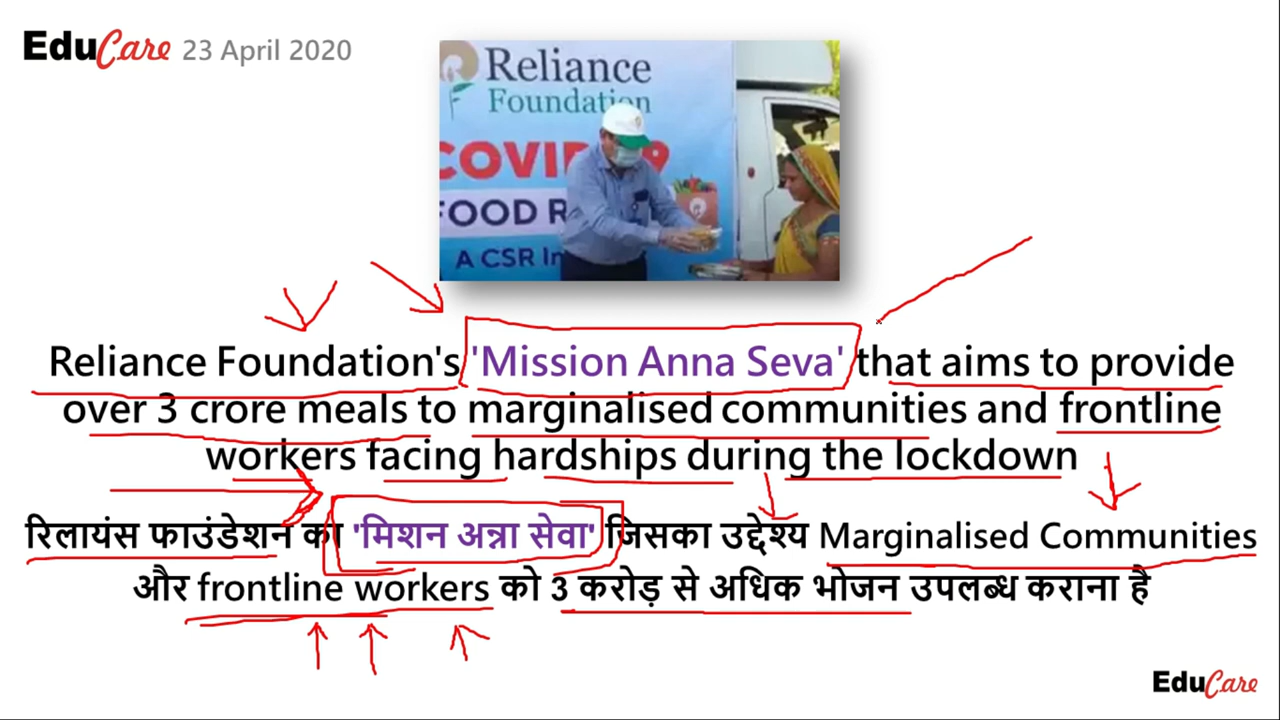 EduCare 23 April 2020
Reliance
Foundation
COVID
FOOD R
A CSR In
Reliance Foundation's 'Mission Anna Seva' that aims to provide
over 3 crore meals to marginalised communities and frontline
workers facing hardships during the lockdown
रिलायंस फाउंडेशन का 'मिशन अन्ना सेवा' जिसका उद्देश्य Marginalised Communities
और frontline workers को 3 करोड़ से अधिक भोजन उपलब्ध कराना है
EduCare